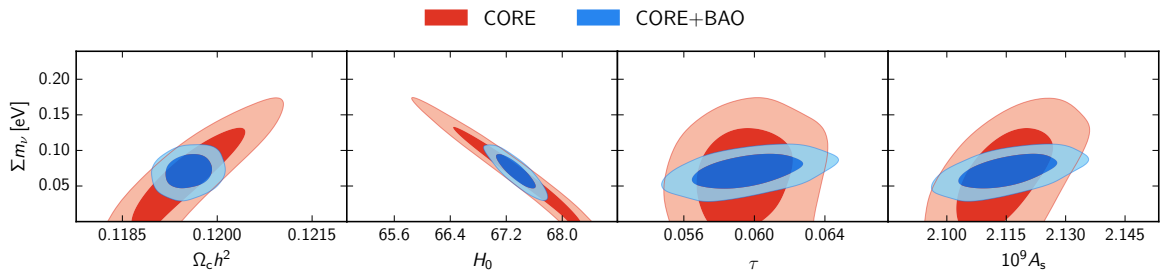 CORE CORE+BAO
Σmν [eV]
0.20
0.15
0.10
0.05
0.1185 0.1200 0.1215
65.6 66.4 67.2 68.0
0.056 0.060 0.064
2.100 2.115 2.130 2.145
Ωch² H₀ τ 10⁹Aₛ